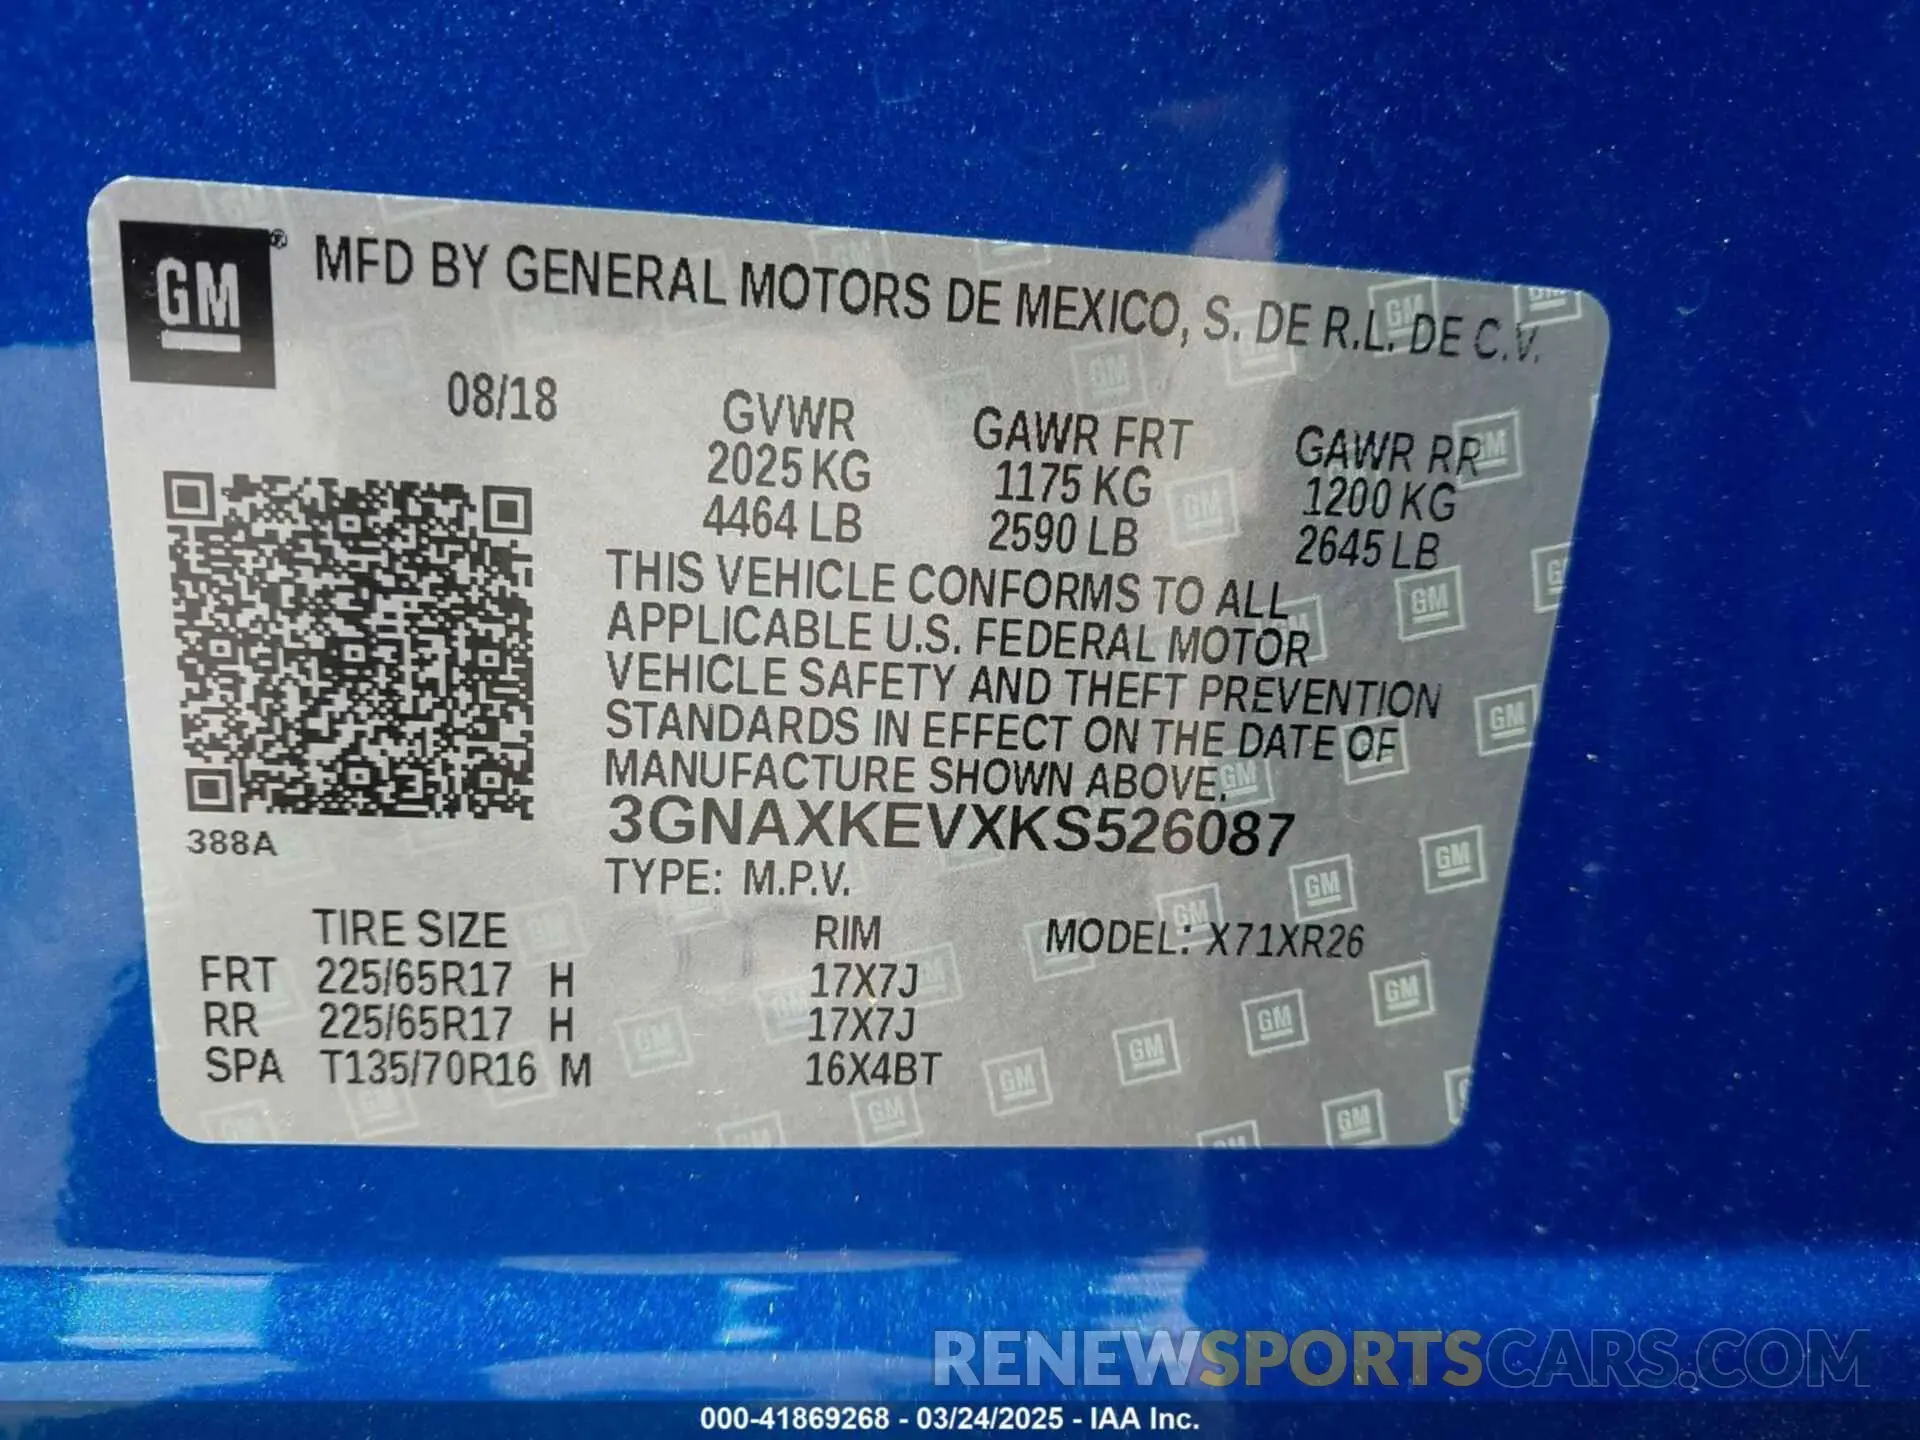 GM ® MFD BY GENERAL MOTORS DE MEXICO, S. DE R.L. DE C.V.
08/18
GVWR GAWR FRT GAWR RR
2025 KG 1175 KG 1200 KG
4464 LB 2590 LB 2645 LB
THIS VEHICLE CONFORMS TO ALL
APPLICABLE U.S. FEDERAL MOTOR
VEHICLE SAFETY AND THEFT PREVENTION
STANDARDS IN EFFECT ON THE DATE OF
MANUFACTURE SHOWN ABOVE.
3GNAXKEVXKS526087
388A
TYPE: M.P.V.
TIRE SIZE RIM MODEL: X71XR26
FRT 225/65R17 H 17X7J
RR 225/65R17 H 17X7J
SPA T135/70R16 M 16X4BT
RENEWSPORTSCARS.COM
000-41869268 - 03/24/2025 - IAA Inc.